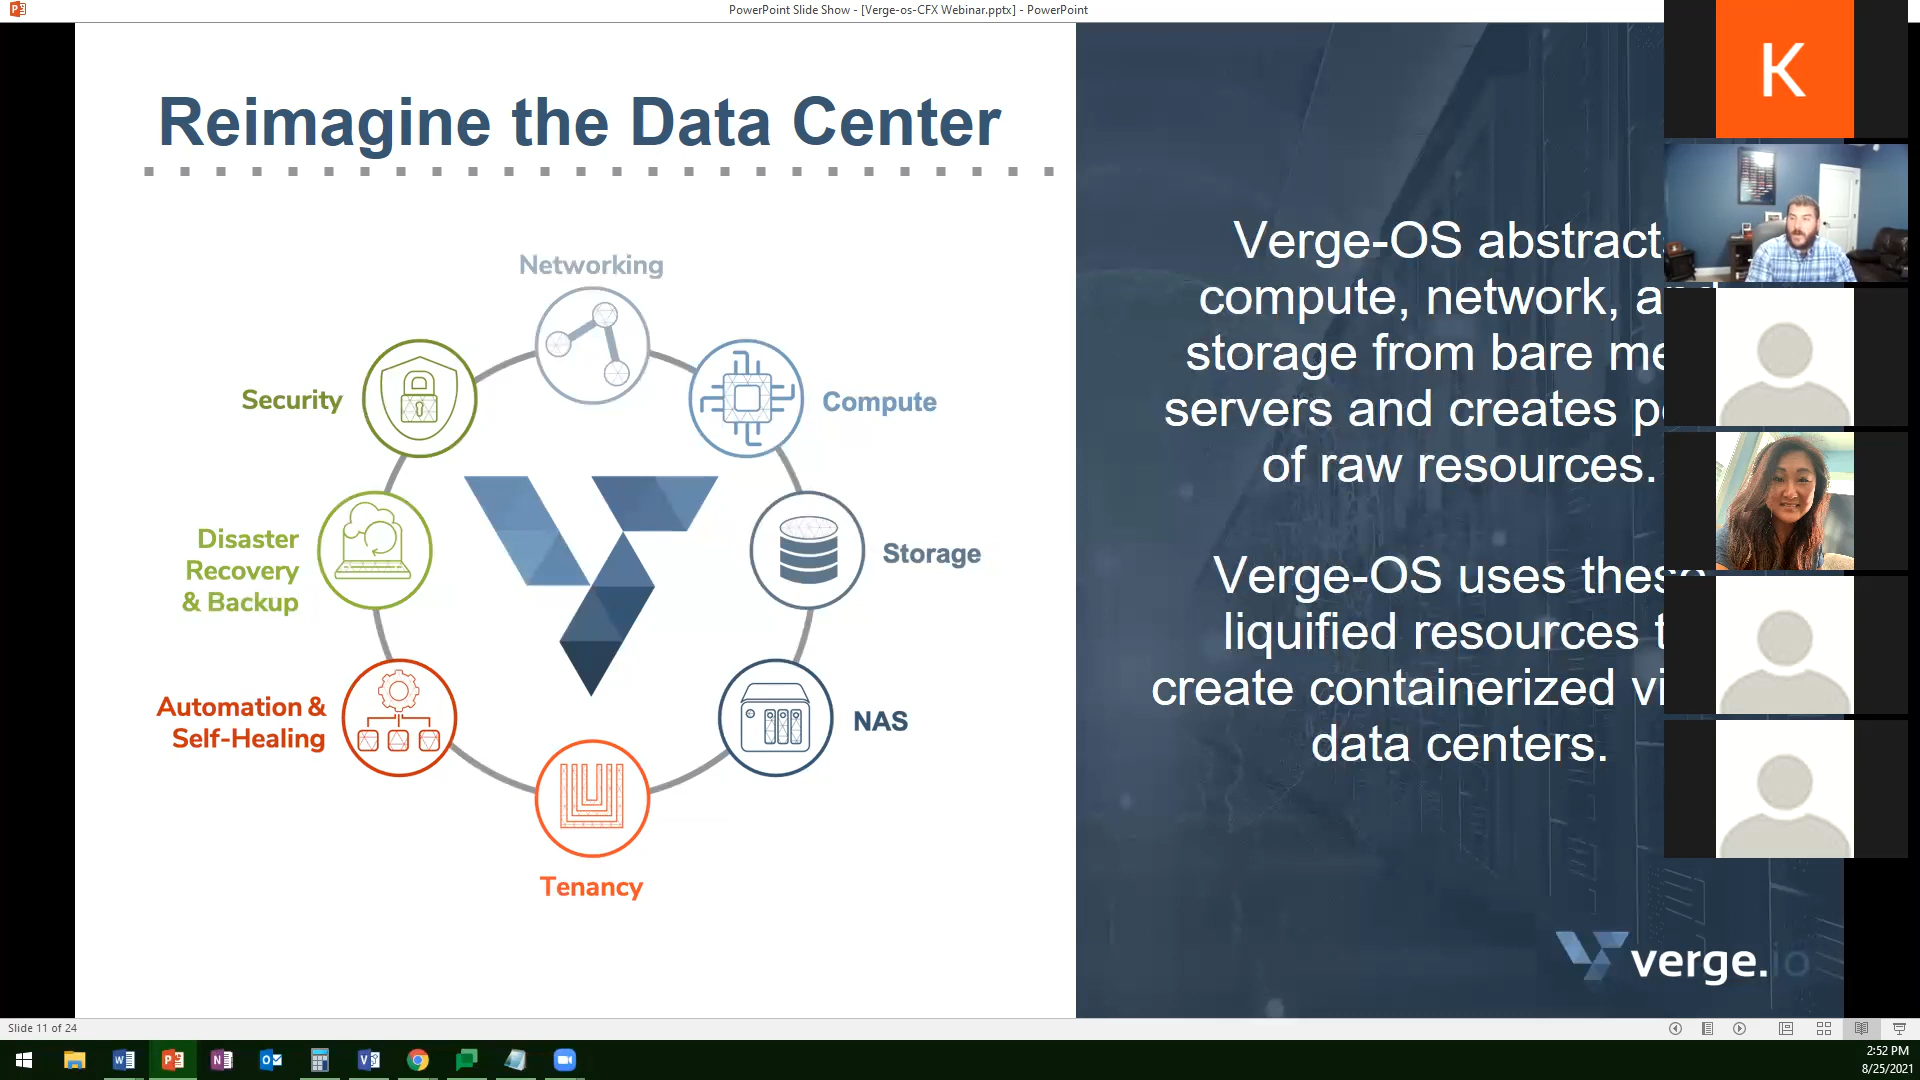 PowerPoint Slide Show - [Verge-os-CFX Webinar.pptx] - PowerPoint
Reimagine the Data Center
Networking
Security
Compute
Disaster
Recovery
& Backup
Storage
Automation &
Self-Healing
NAS
Tenancy
Verge-OS abstract
compute, network, and
storage from bare me
servers and creates p
of raw resources.
Verge-OS uses these
liquified resources t
create containerized vi
data centers.
verge.io
K
Slide 11 of 24
2:52 PM
8/25/2021